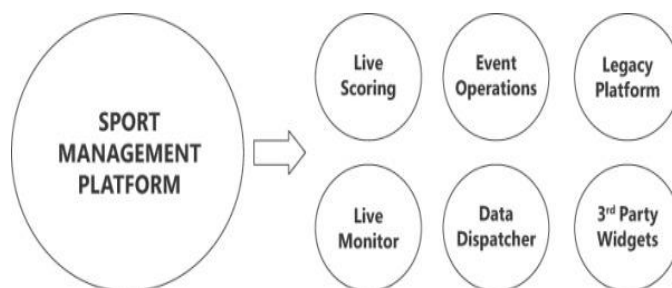 SPORT
MANAGEMENT
PLATFORM
Live
Scoring
Event
Operations
Legacy
Platform
Live
Monitor
Data
Dispatcher
3rd Party
Widgets